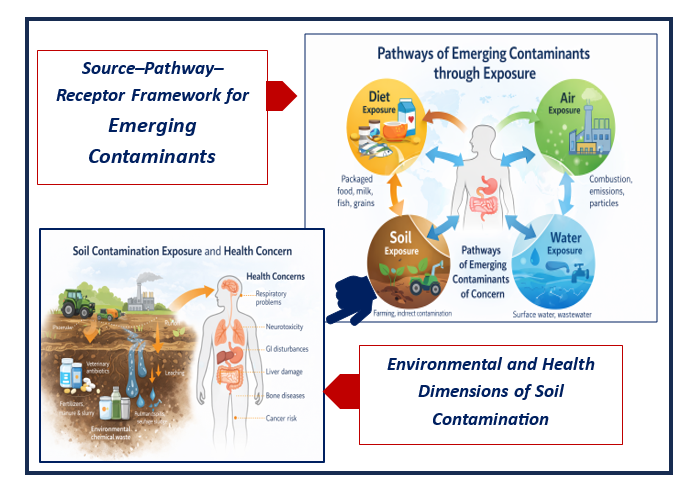 Source–Pathway–
Receptor Framework for
Emerging
Contaminants
Pathways of Emerging Contaminants
through Exposure
Diet
Exposure
Air
Exposure
Packaged
food, milk,
fish, grains
Combustion,
emissions,
particles
Soil
Exposure
Water
Exposure
Pathways
of Emerging
Contaminants
of Concern
Farming, indirect contamination
Surface water, wastewater
Soil Contamination Exposure and Health Concern
Health Concerns
Respiratory
problems
Neurotoxicity
GI disturbances
Liver damage
Bone diseases
Cancer risk
Veterinary
antibiotics
Leaching
Fertilizers,
manure & slurry
Environmental
chemical waste
Environmental and Health
Dimensions of Soil
Contamination